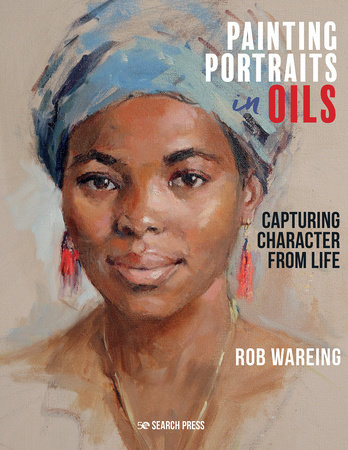 PAINTING
PORTRAITS
in OILS
CAPTURING
CHARACTER
FROM LIFE
ROB WAREING
SEARCH PRESS